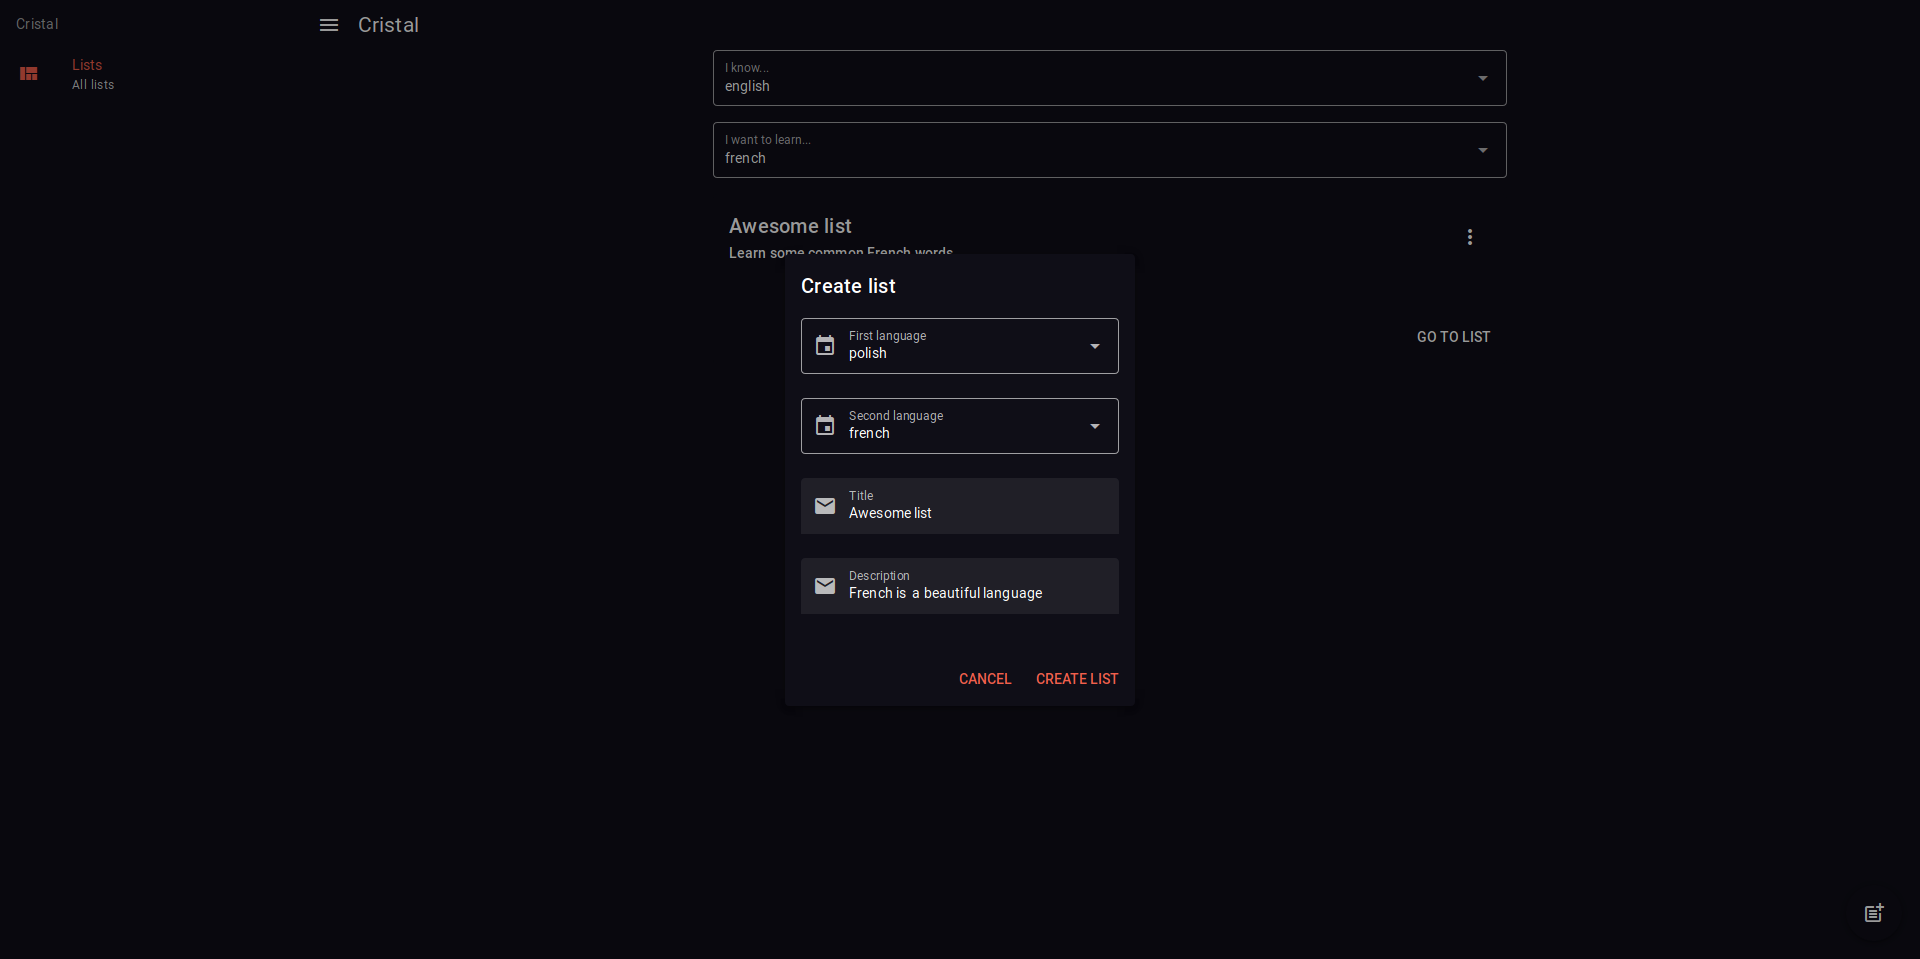 Cristal
Lists
All lists
Cristal
I know...
english
I want to learn...
french
Awesome list
Learn some common French words
GO TO LIST
Create list
First language
polish
Second language
french
Title
Awesome list
Description
French is a beautiful language
CANCEL
CREATE LIST